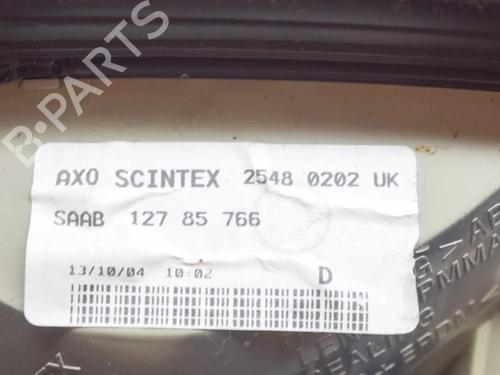 B-PARTS
AXO SCINTEX 2548 0202 UK
SAAB 127 85 766
13/10/04 10:02 D